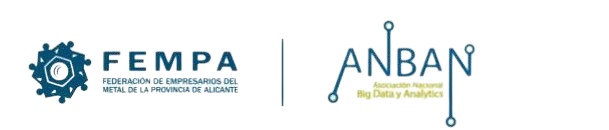 FEMPA
FEDERACIÓN DE EMPRESARIOS DEL
METAL DE LA PROVINCIA DE ALICANTE
ANBAN
Asociación Nacional
Big Data y Analytics